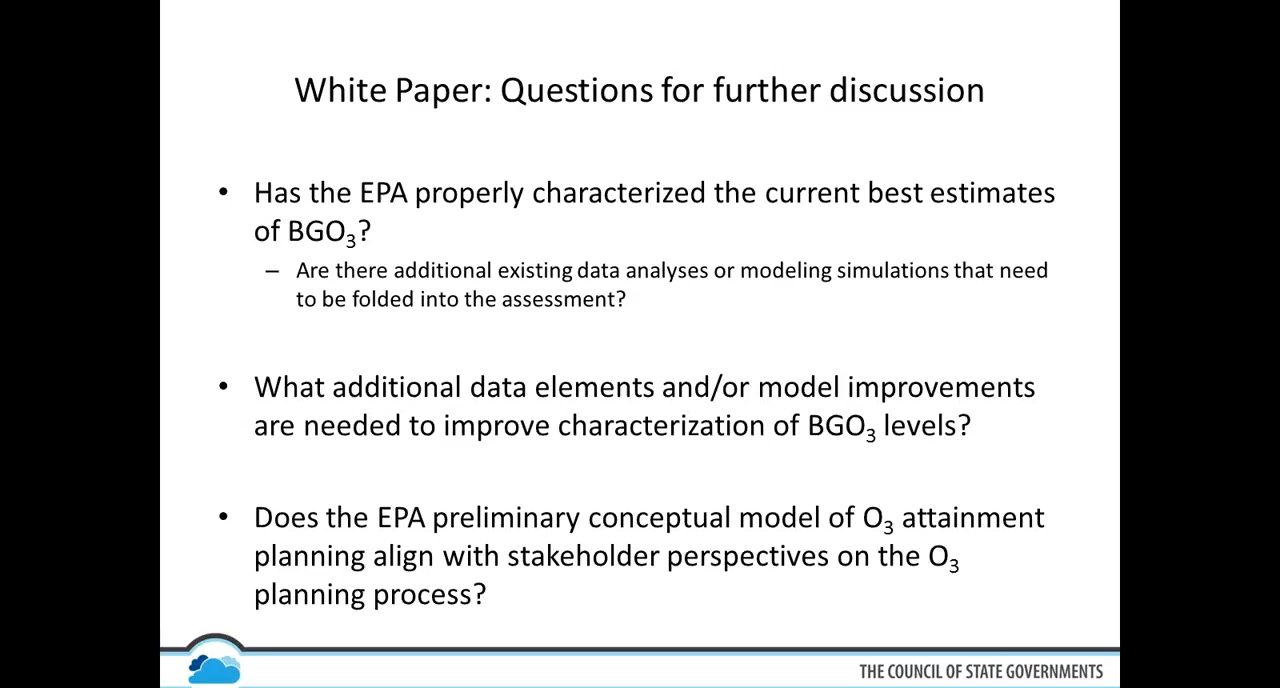 White Paper: Questions for further discussion
• Has the EPA properly characterized the current best estimates
of BGO₃?
– Are there additional existing data analyses or modeling simulations that need
to be folded into the assessment?
• What additional data elements and/or model improvements
are needed to improve characterization of BGO₃ levels?
• Does the EPA preliminary conceptual model of O₃ attainment
planning align with stakeholder perspectives on the O₃
planning process?
THE COUNCIL OF STATE GOVERNMENTS